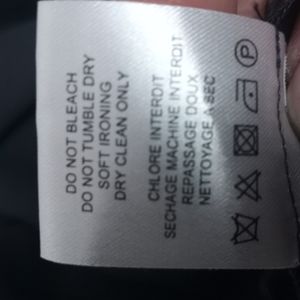 DO NOT BLEACH
DO NOT TUMBLE DRY
SOFT IRONING
DRY CLEAN ONLY
CHLORE INTERDIT
SECHAGE MACHINE INTERDIT
REPASSAGE DOUX
NETTOYAGE A SEC
P